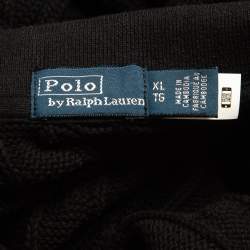 Polo
by Ralph Lauren
XL
TG
MADE IN
CAMBODIA
FABRIQUÉ AU
CAMBODGE